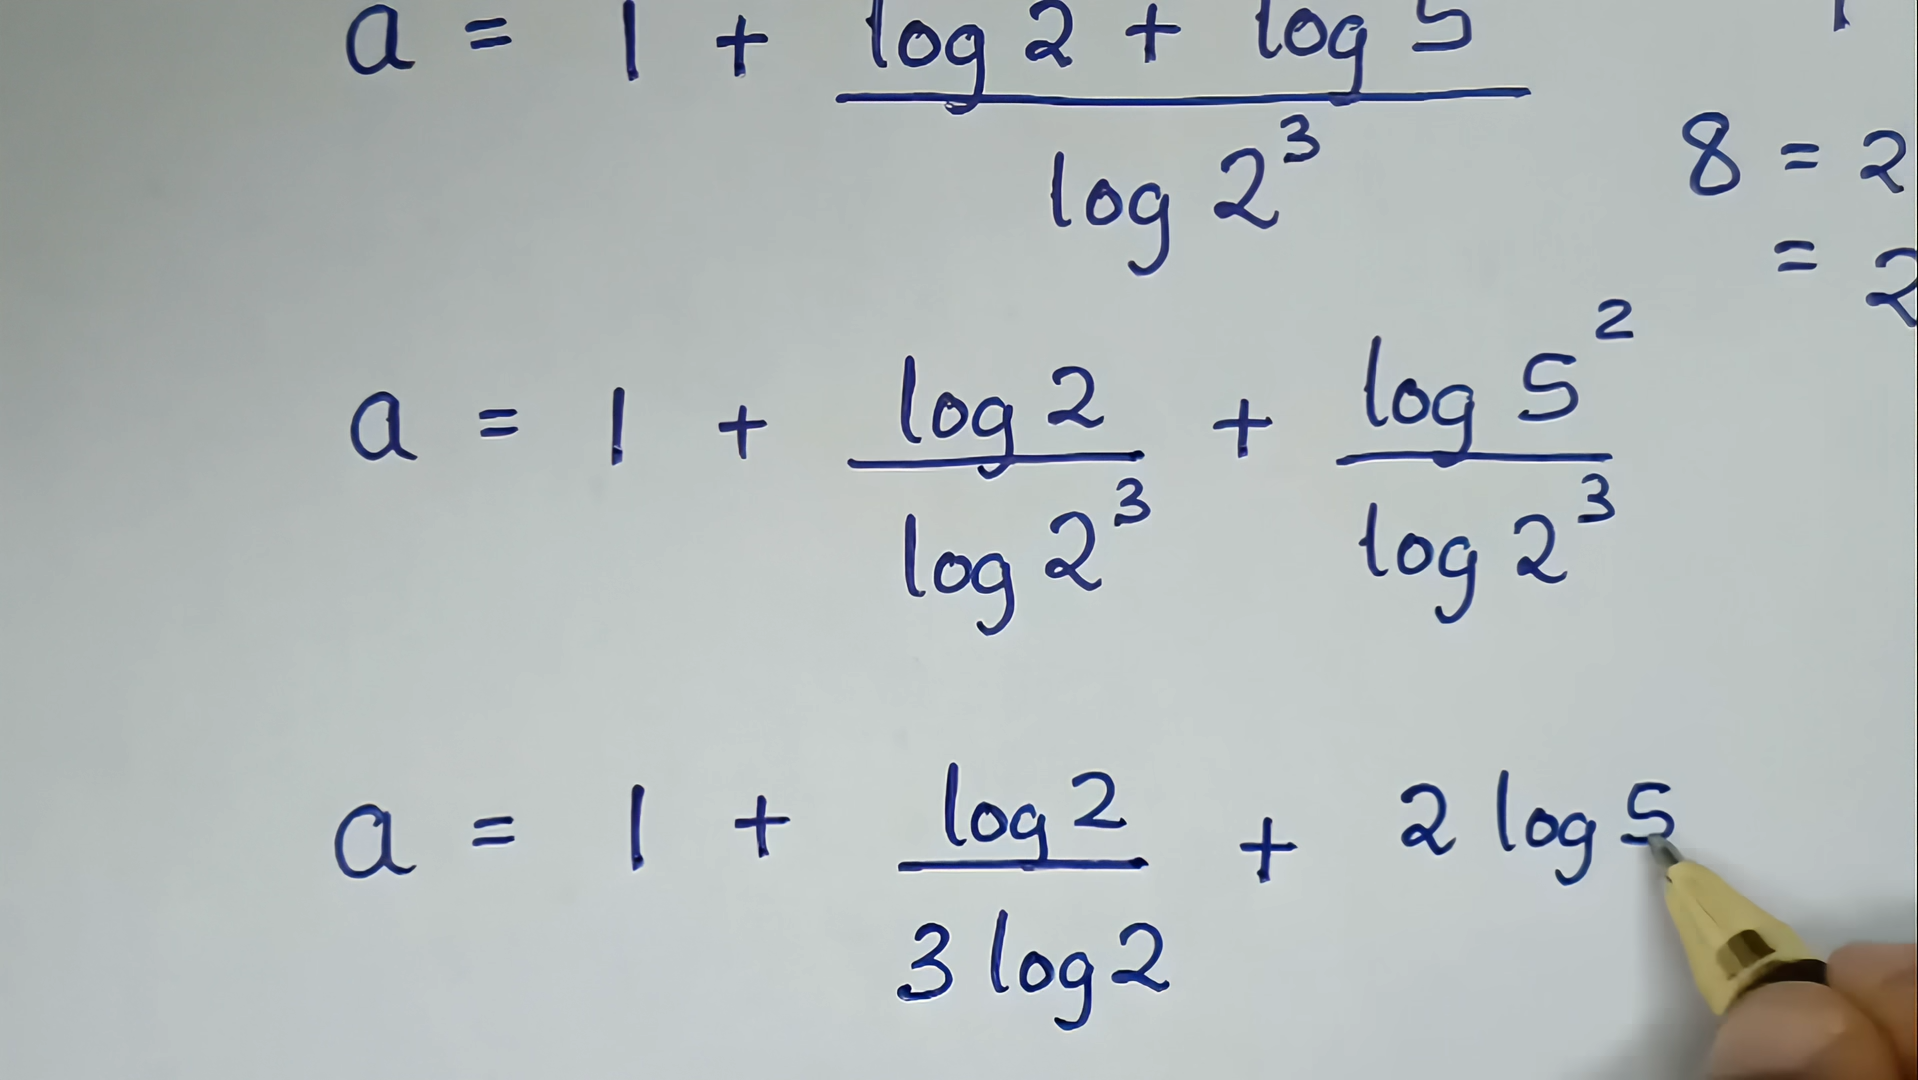 a = 1 + (log 2 + log 5) / (log 2³)
8 = 2
= 2
a = 1 + (log 2) / (log 2³) + (log 5²) / (log 2³)
a = 1 + (log 2) / (3 log 2) + 2 log 5